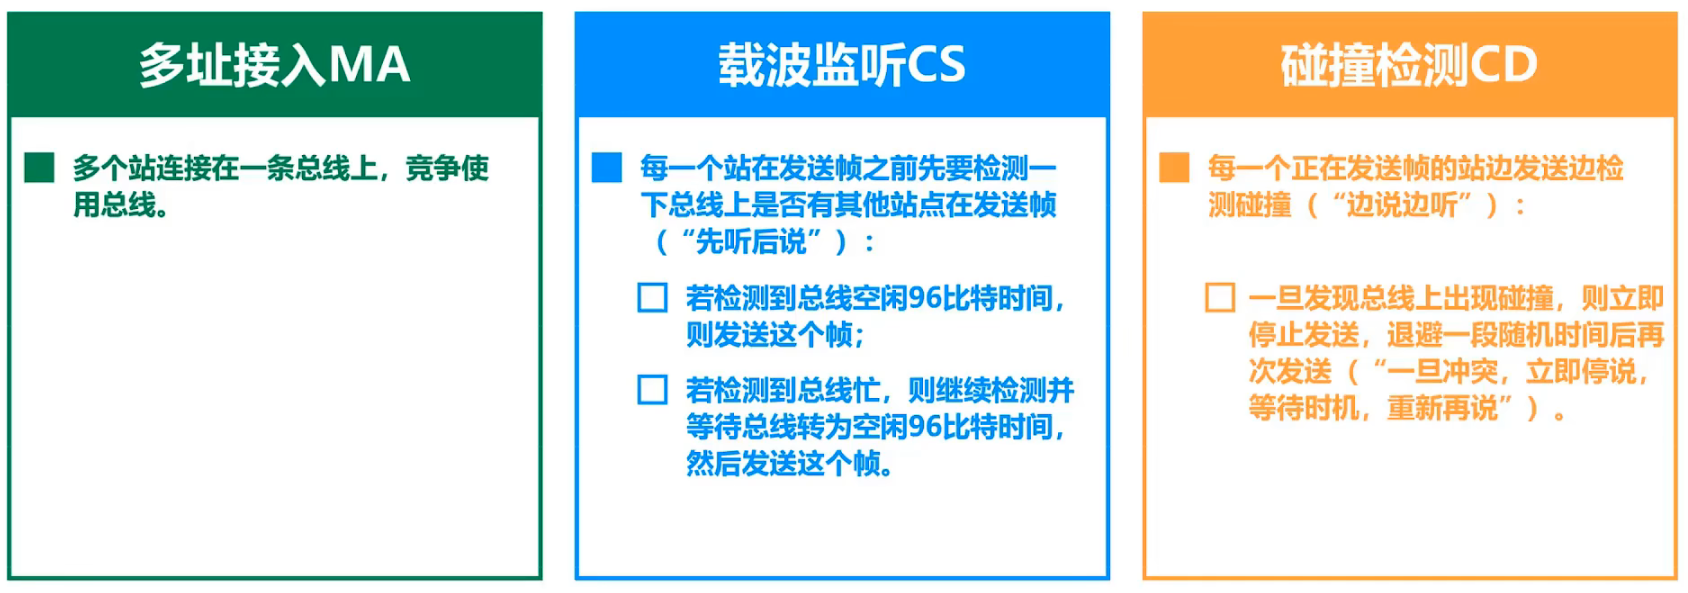 多址接入MA
多个站连接在一条总线上，竞争使
用总线。
载波监听CS
每一个站在发送帧之前先要检测一
下总线上是否有其他站点在发送帧
（“先听后说”）：
若检测到总线空闲96比特时间，
则发送这个帧；
若检测到总线忙，则继续检测并
等待总线转为空闲96比特时间，
然后发送这个帧。
碰撞检测CD
每一个正在发送帧的站边发送边检
测碰撞（“边说边听”）：
一旦发现总线上出现碰撞，则立即
停止发送，退避一段随机时间后再
次发送（“一旦冲突，立即停说，
等待时机，重新再说”）。